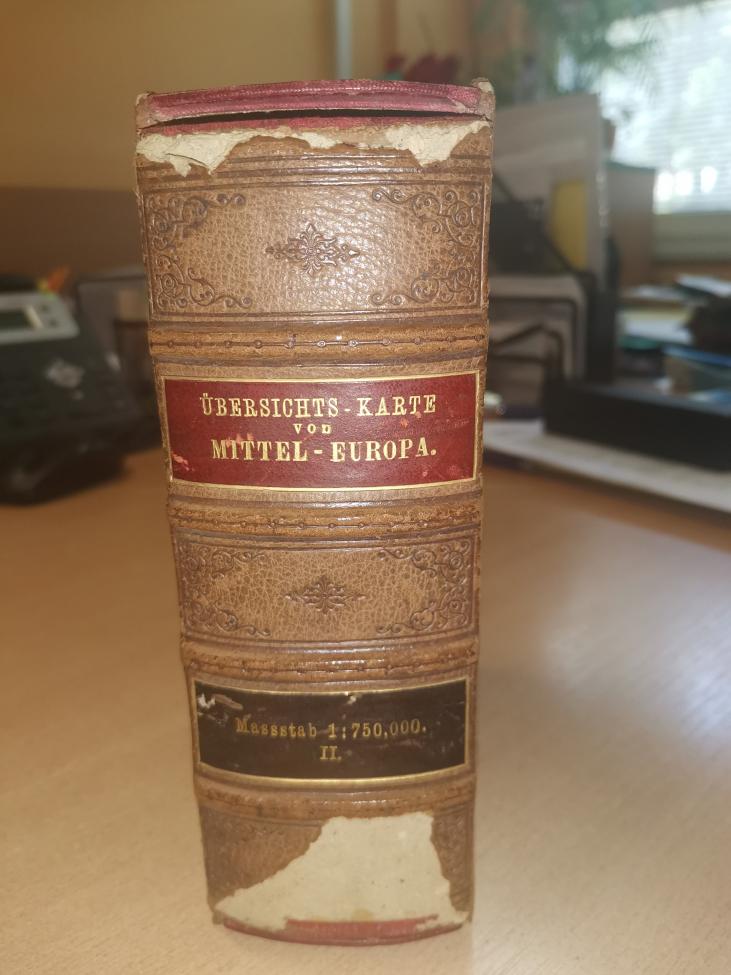 ÜBERSICHTS-KARTE
VON
MITTEL-EUROPA.
Massstab 1:750,000.
II.